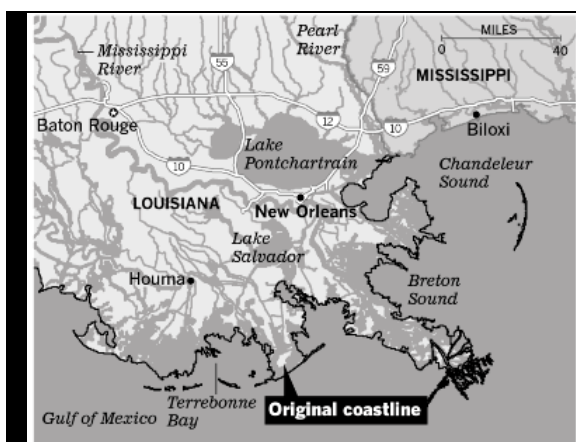 Mississippi
River
55
Pearl
River
59
MILES
0
40
MISSISSIPPI
Baton Rouge
12
10
Biloxi
Lake
Pontchartrain
10
Chandeleur
Sound
LOUISIANA
New Orleans
Lake
Salvador
Houma
Breton
Sound
Gulf of Mexico
Terrebonne
Bay
Original coastline